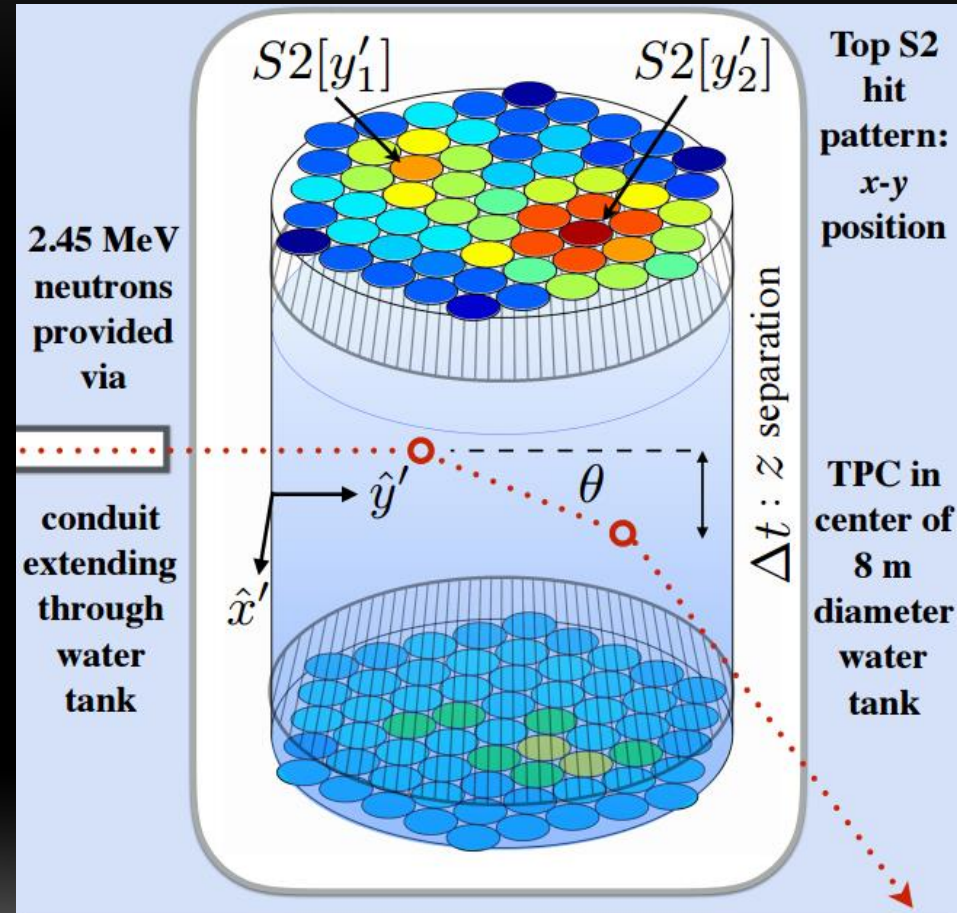 S2[y'₁]
S2[y'₂]
Top S2
hit
pattern:
x-y
position
2.45 MeV
neutrons
provided
via
conduit
extending
through
water
tank
ŷ'
x̂'
θ
Δt : z separation
TPC in
center of
8 m
diameter
water
tank